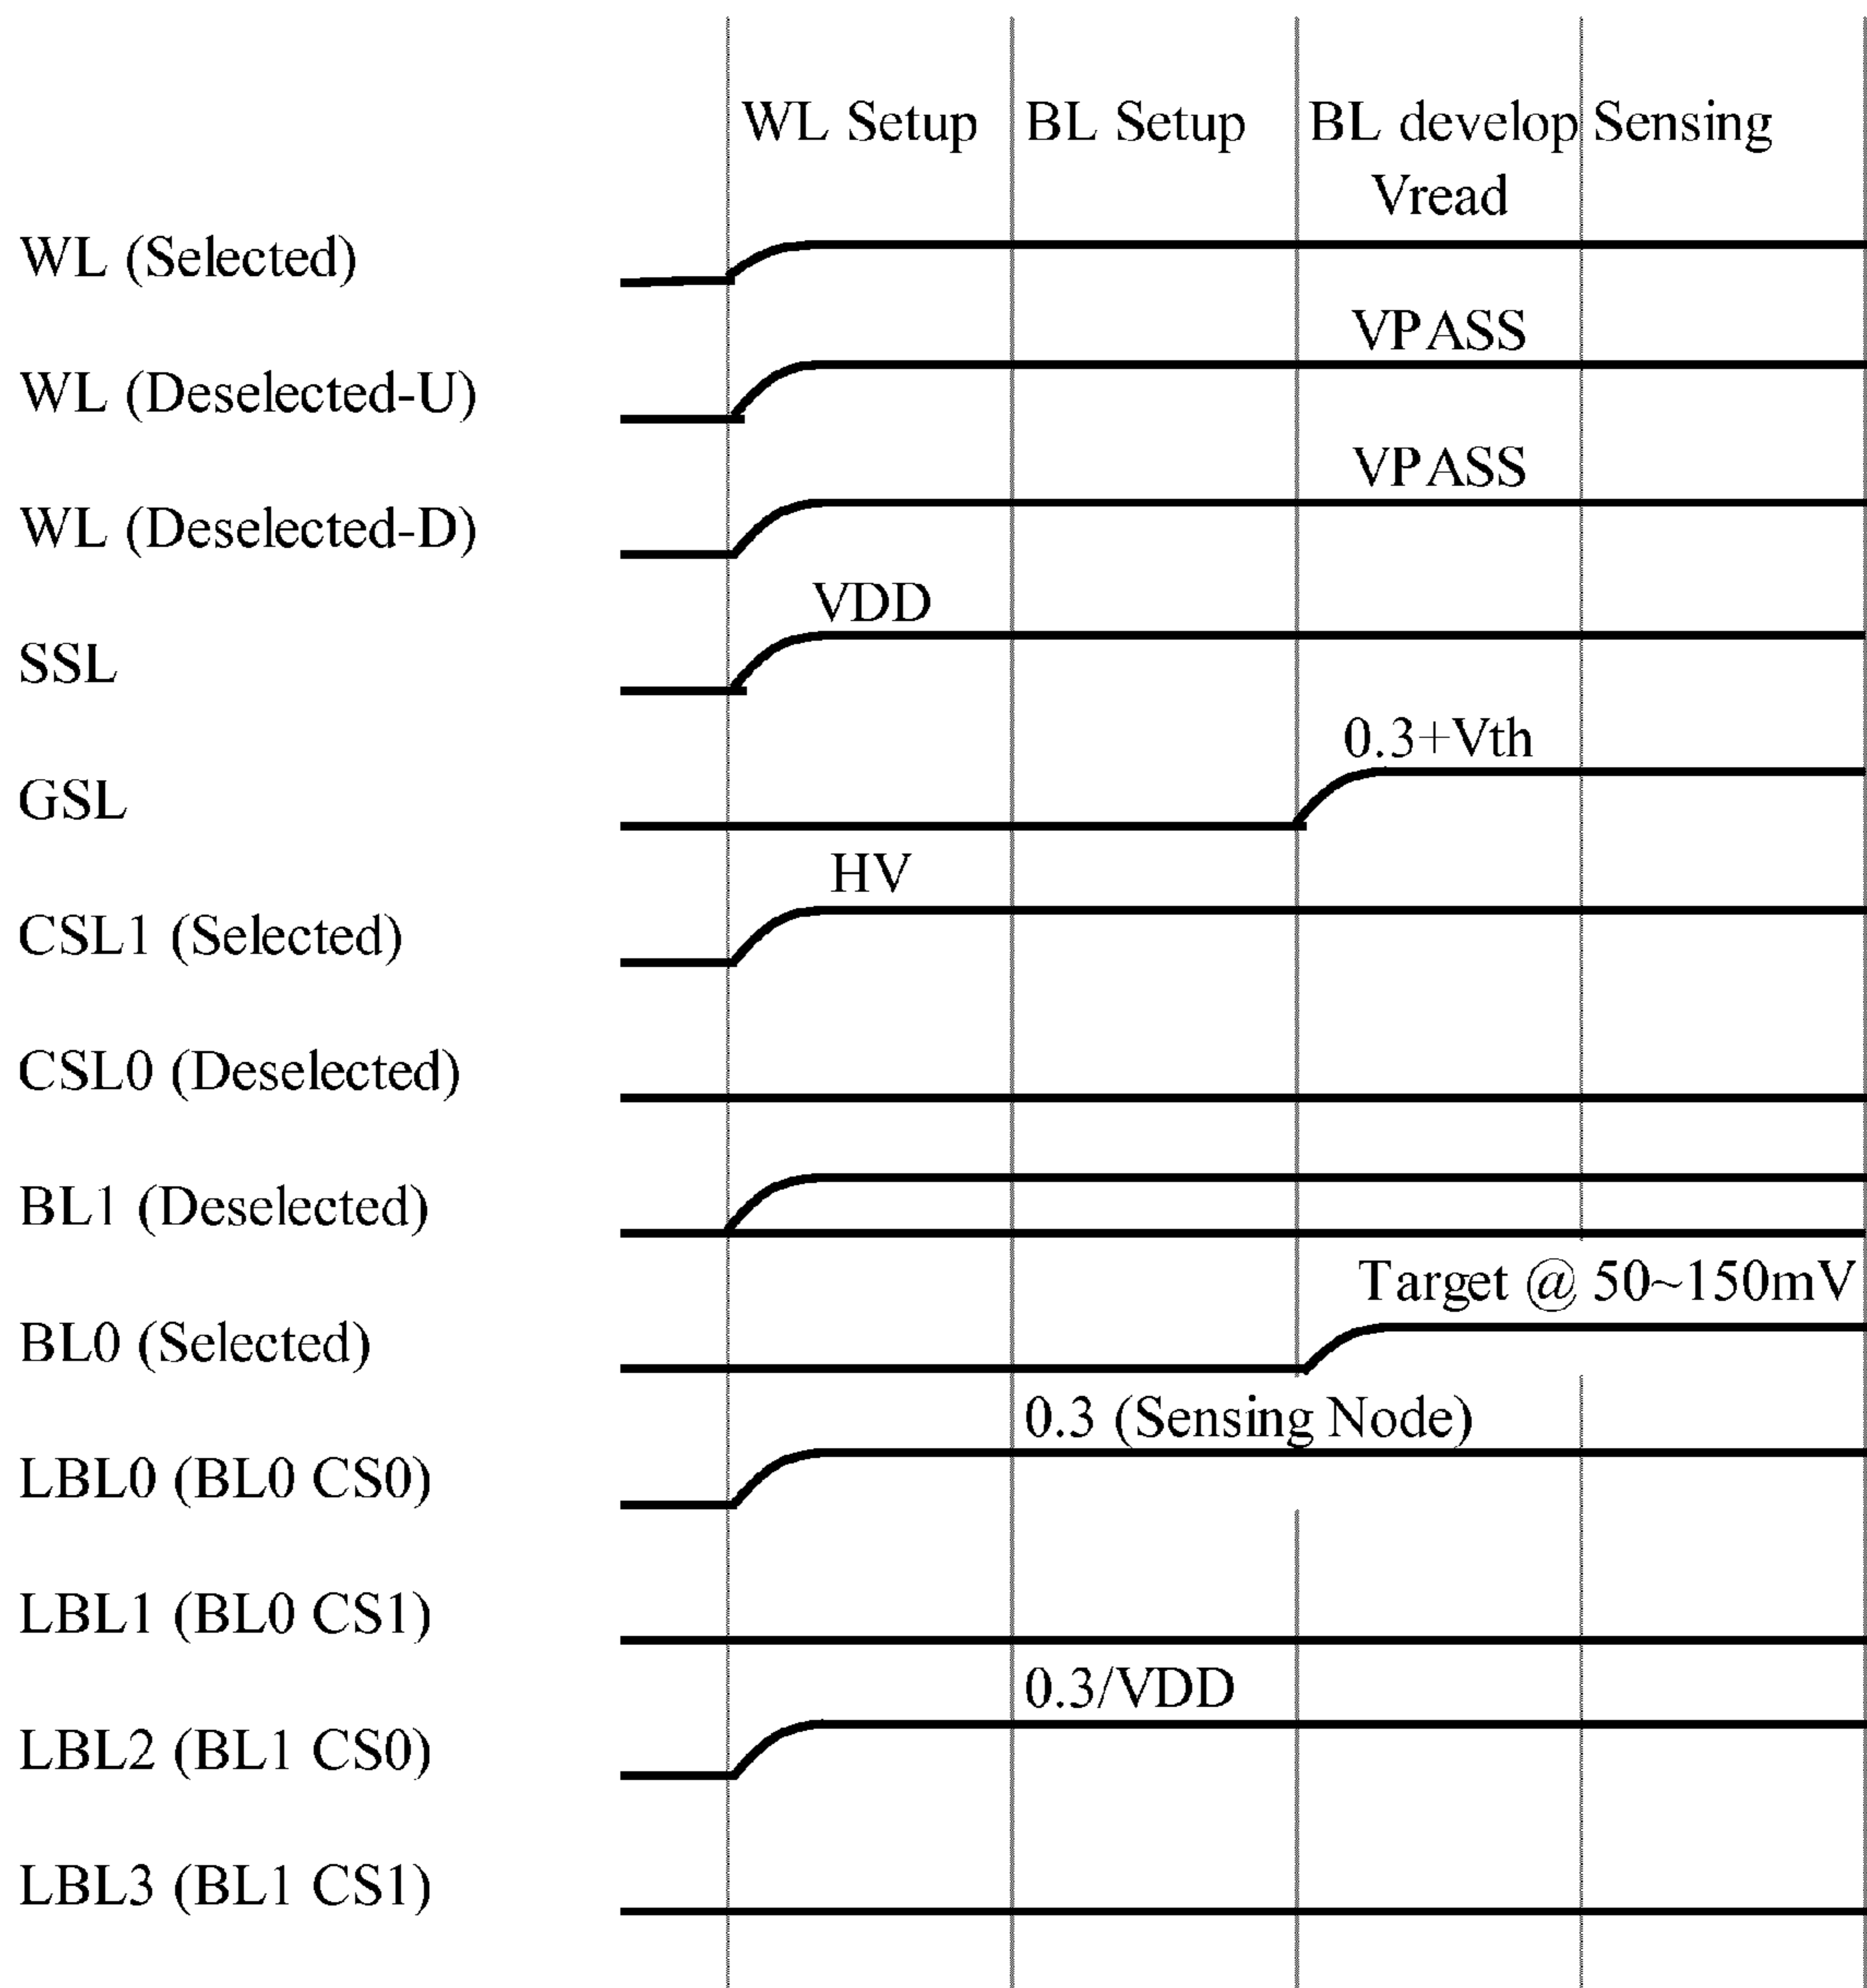 WL Setup
BL Setup
BL develop
Sensing
Vread
WL (Selected)
VPASS
WL (Deselected-U)
VPASS
WL (Deselected-D)
VDD
SSL
0.3+Vth
GSL
HV
CSL1 (Selected)
CSL0 (Deselected)
BL1 (Deselected)
Target @ 50~150mV
BL0 (Selected)
0.3 (Sensing Node)
LBL0 (BL0 CS0)
LBL1 (BL0 CS1)
0.3/VDD
LBL2 (BL1 CS0)
LBL3 (BL1 CS1)